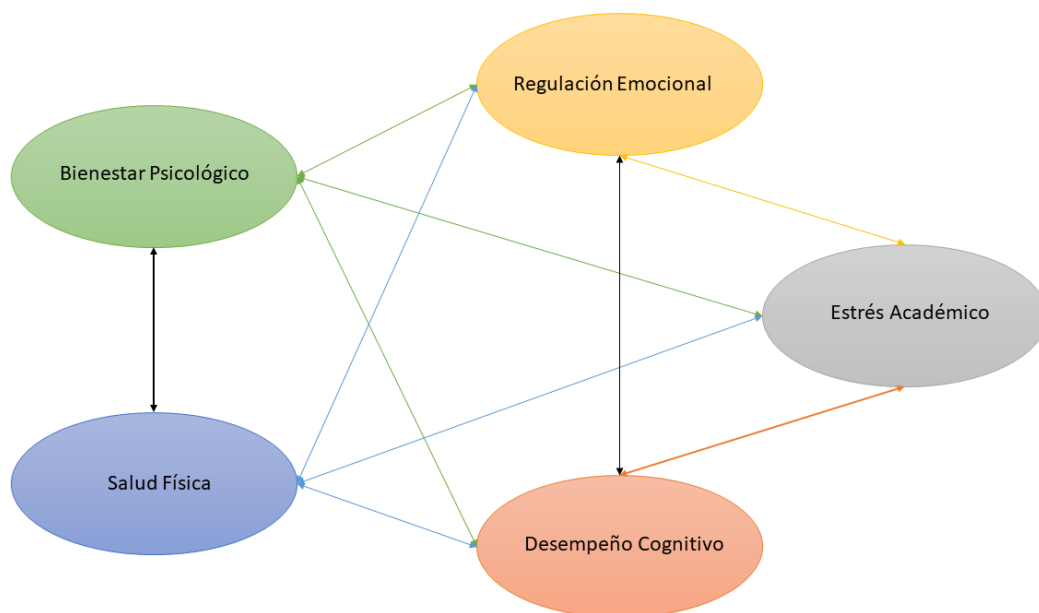 Regulación Emocional
Bienestar Psicológico
Estrés Académico
Salud Física
Desempeño Cognitivo